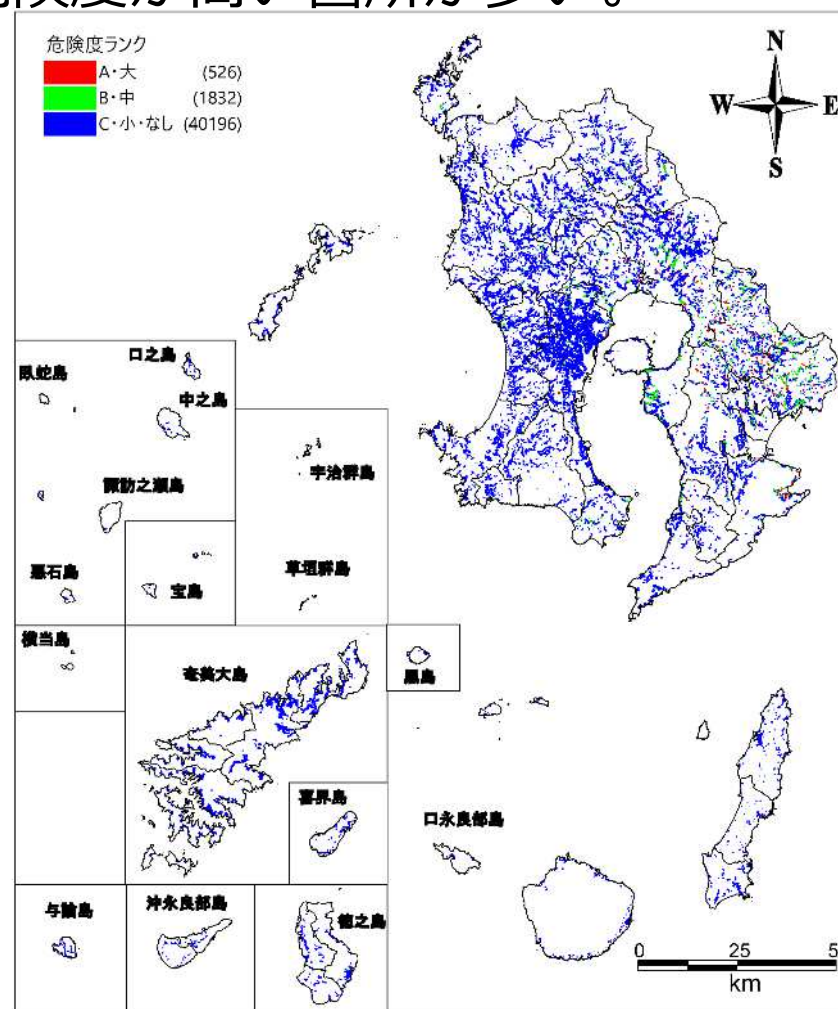 危険度が高い箇所が多い。
危険度ランク
A・大 (526)
B・中 (1832)
C・小・なし (40196)
N
W E
S
口之島
臥蛇島
中之島
宇治群島
諏訪之瀬島
悪石島
宝島
草垣群島
横当島
奄美大島
黒島
喜界島
口永良部島
与論島
沖永良部島
徳之島
0 25 5
km